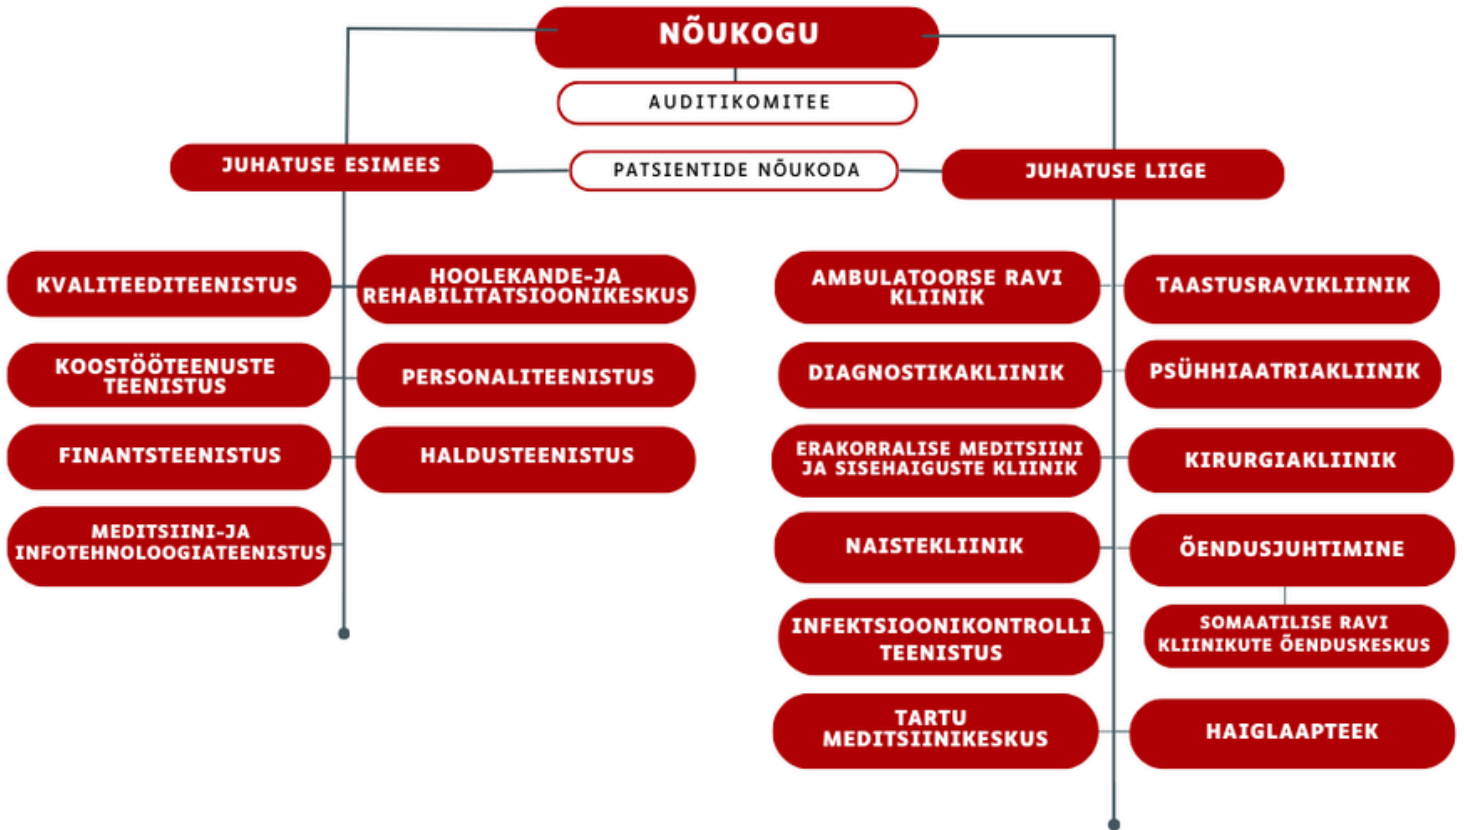 NÕUKOGU
AUDITIKOMITEE
JUHATUSE ESIMEES
PATSIENTIDE NÕUKODA
JUHATUSE LIIGE
KVALITEEDITEENISTUS
HOOLEKANDE-JA
REHABILITATSIOONIKESKUS
KOOSTÖÖTEENUSTE
TEENISTUS
PERSONALITEENISTUS
FINANTSTEENISTUS
HALDUSTEENISTUS
MEDITSIINI-JA
INFOTEHNOLOOGIATEENISTUS
AMBULATOORSE RAVI
KLIINIK
TAASTUSRAVIKLIINIK
DIAGNOSTIKAKLIINIK
PSÜHHIAATRIAKLIINIK
ERAKORRALISE MEDITSIINI
JA SISEHAIGUSTE KLIINIK
KIRURGIAKLIINIK
NAISTEKLIINIK
ÕENDUSJUHTIMINE
INFEKTSIOONIKONTROLLI
TEENISTUS
SOMAATILISE RAVI
KLIINIKUTE ÕENDUSKESKUS
TARTU
MEDITSIINIKESKUS
HAIGLAAPTEEK